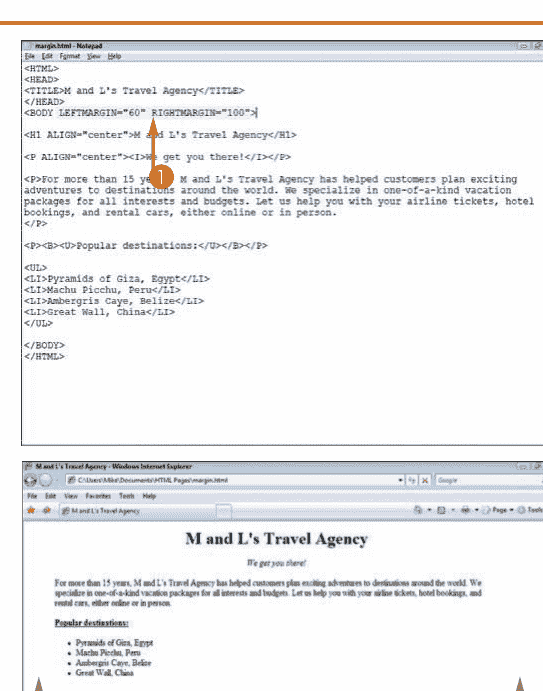 margin.html - Notepad
File Edit Format View Help
<HTML>
<HEAD>
<TITLE>M and L's Travel Agency</TITLE>
</HEAD>
<BODY LEFTMARGIN="60" RIGHTMARGIN="100">
<H1 ALIGN="center">M and L's Travel Agency</H1>
<P ALIGN="center"><I>We get you there!</I></P>
1
<P>For more than 15 years, M and L's Travel Agency has helped customers plan exciting
adventures to destinations around the world. We specialize in one-of-a-kind vacation
packages for all interests and budgets. Let us help you with your airline tickets, hotel
bookings, and rental cars, either online or in person.
</P>
<P><B><U>Popular destinations:</U></B></P>
<UL>
<LI>Pyramids of Giza, Egypt</LI>
<LI>Machu Picchu, Peru</LI>
<LI>Ambergris Caye, Belize</LI>
<LI>Great Wall, China</LI>
</UL>
</BODY>
</HTML>
M and L's Travel Agency - Windows Internet Explorer
C:\Users\Mike\Documents\HTML Pages\margin.html
Google
File Edit View Favorites Tools Help
M and L's Travel Agency
Page Tools
M and L's Travel Agency
We get you there!
For more than 15 years, M and L's Travel Agency has helped customers plan exciting adventures to destinations around the world. We
specialize in one-of-a-kind vacation packages for all interests and budgets. Let us help you with your airline tickets, hotel bookings, and
rental cars, either online or in person.
Popular destinations:
• Pyramids of Giza, Egypt
• Machu Picchu, Peru
• Ambergris Caye, Belize
• Great Wall, China